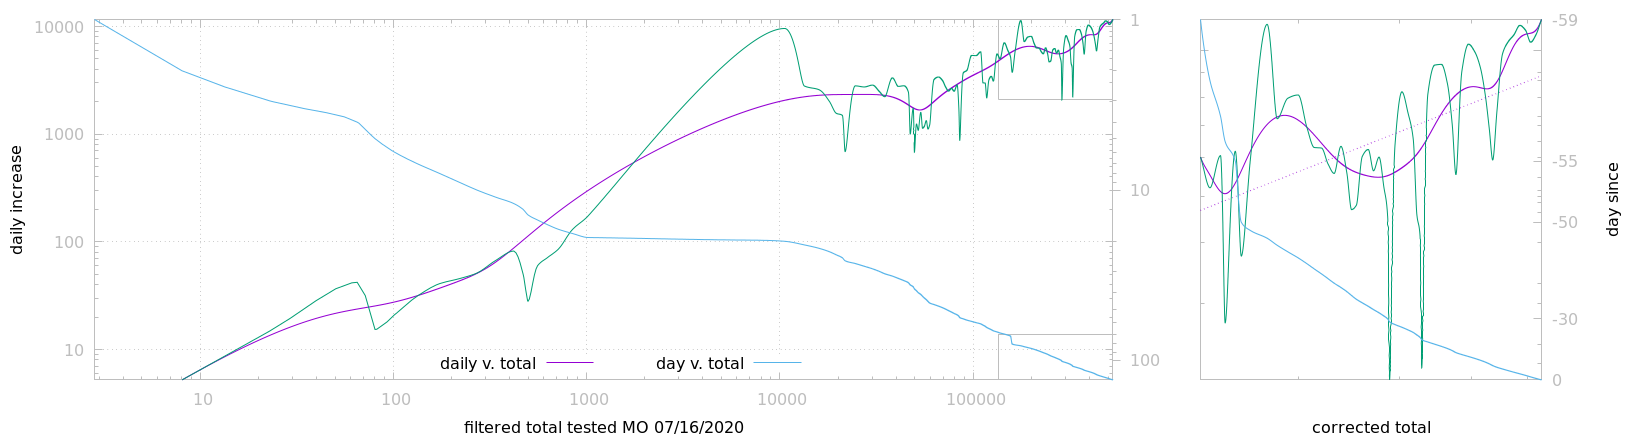 10000
1000
100
10
daily increase
10
100
1000
10000
100000
filtered total tested MO 07/16/2020
daily v. total
day v. total
1
10
100
-59
-55
-50
-30
0
day since
corrected total